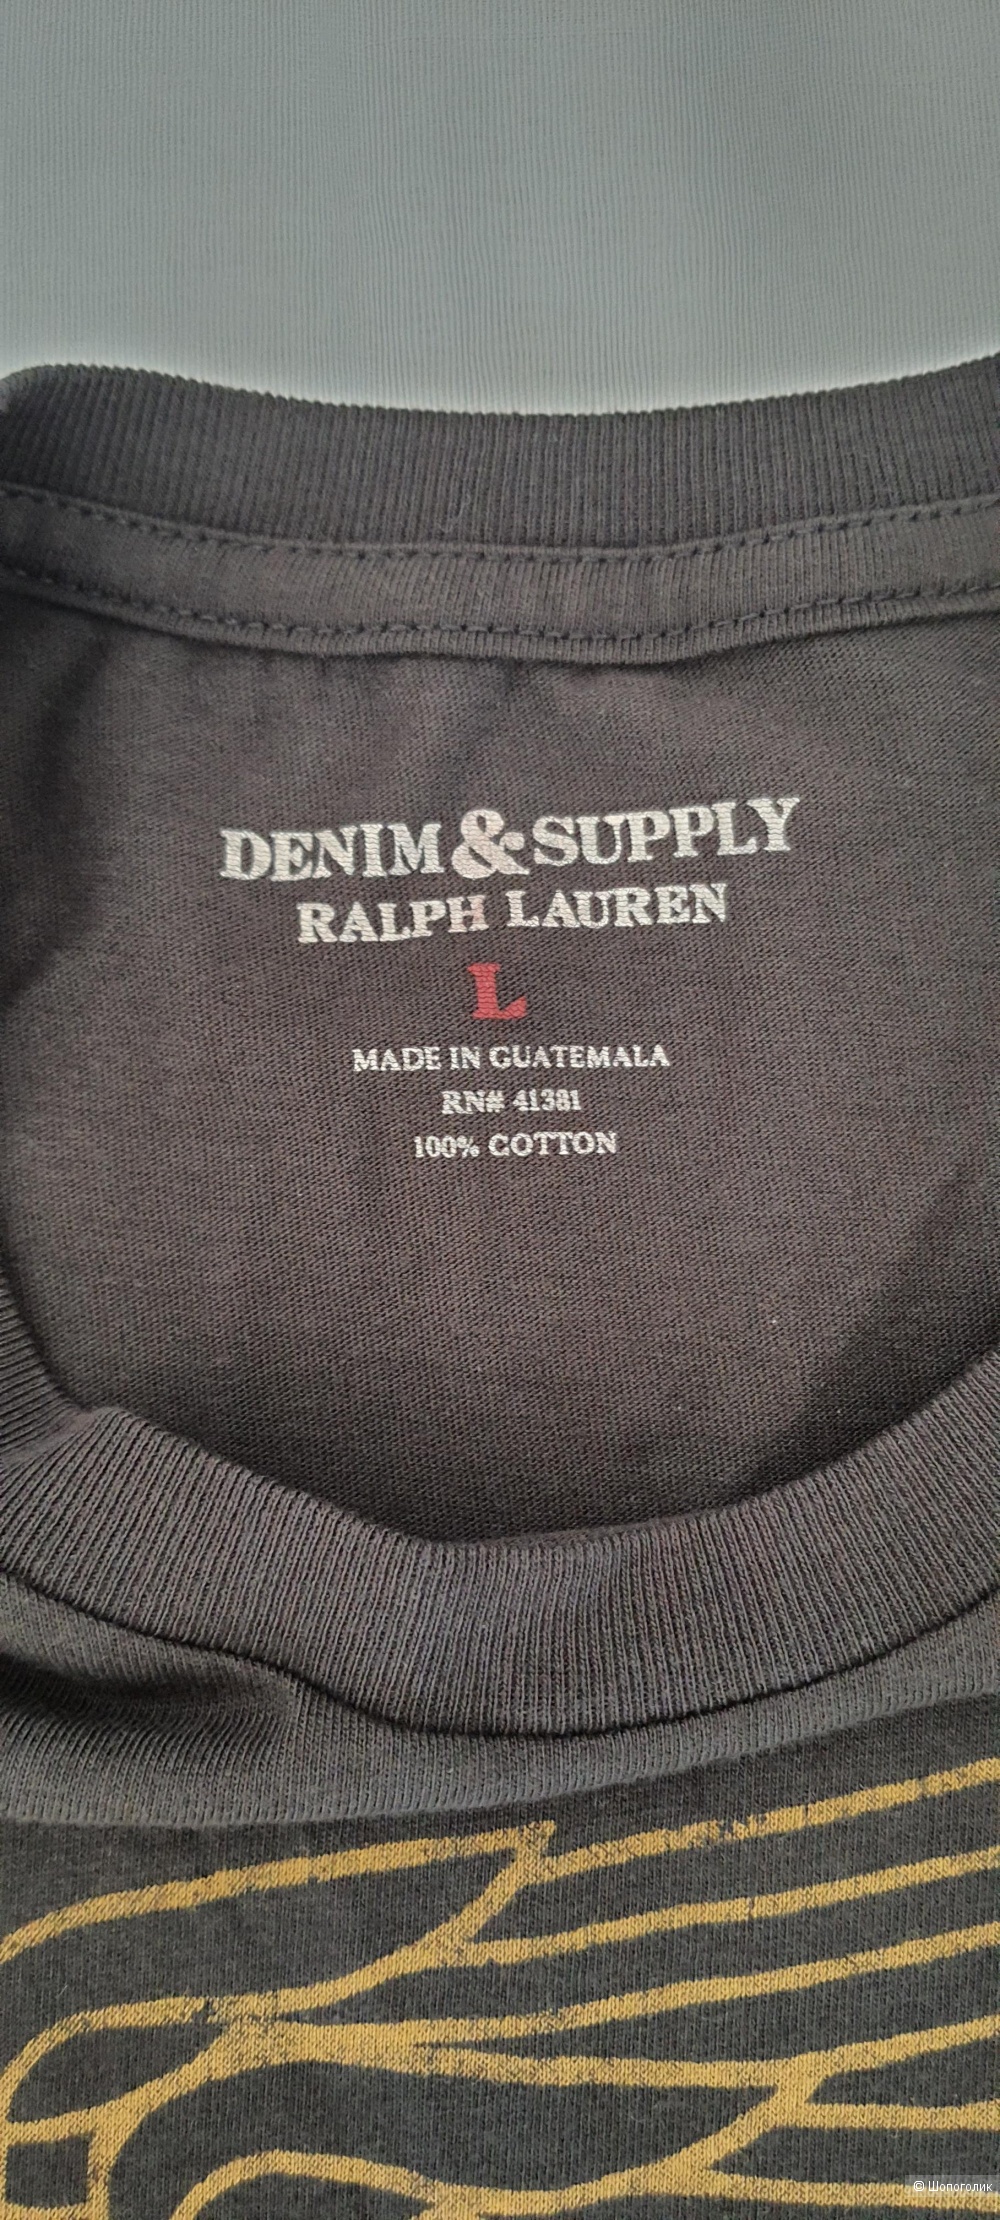 DENIM & SUPPLY
RALPH LAUREN
L
MADE IN GUATEMALA
RN# 41381
100% COTTON
© Шопоголик